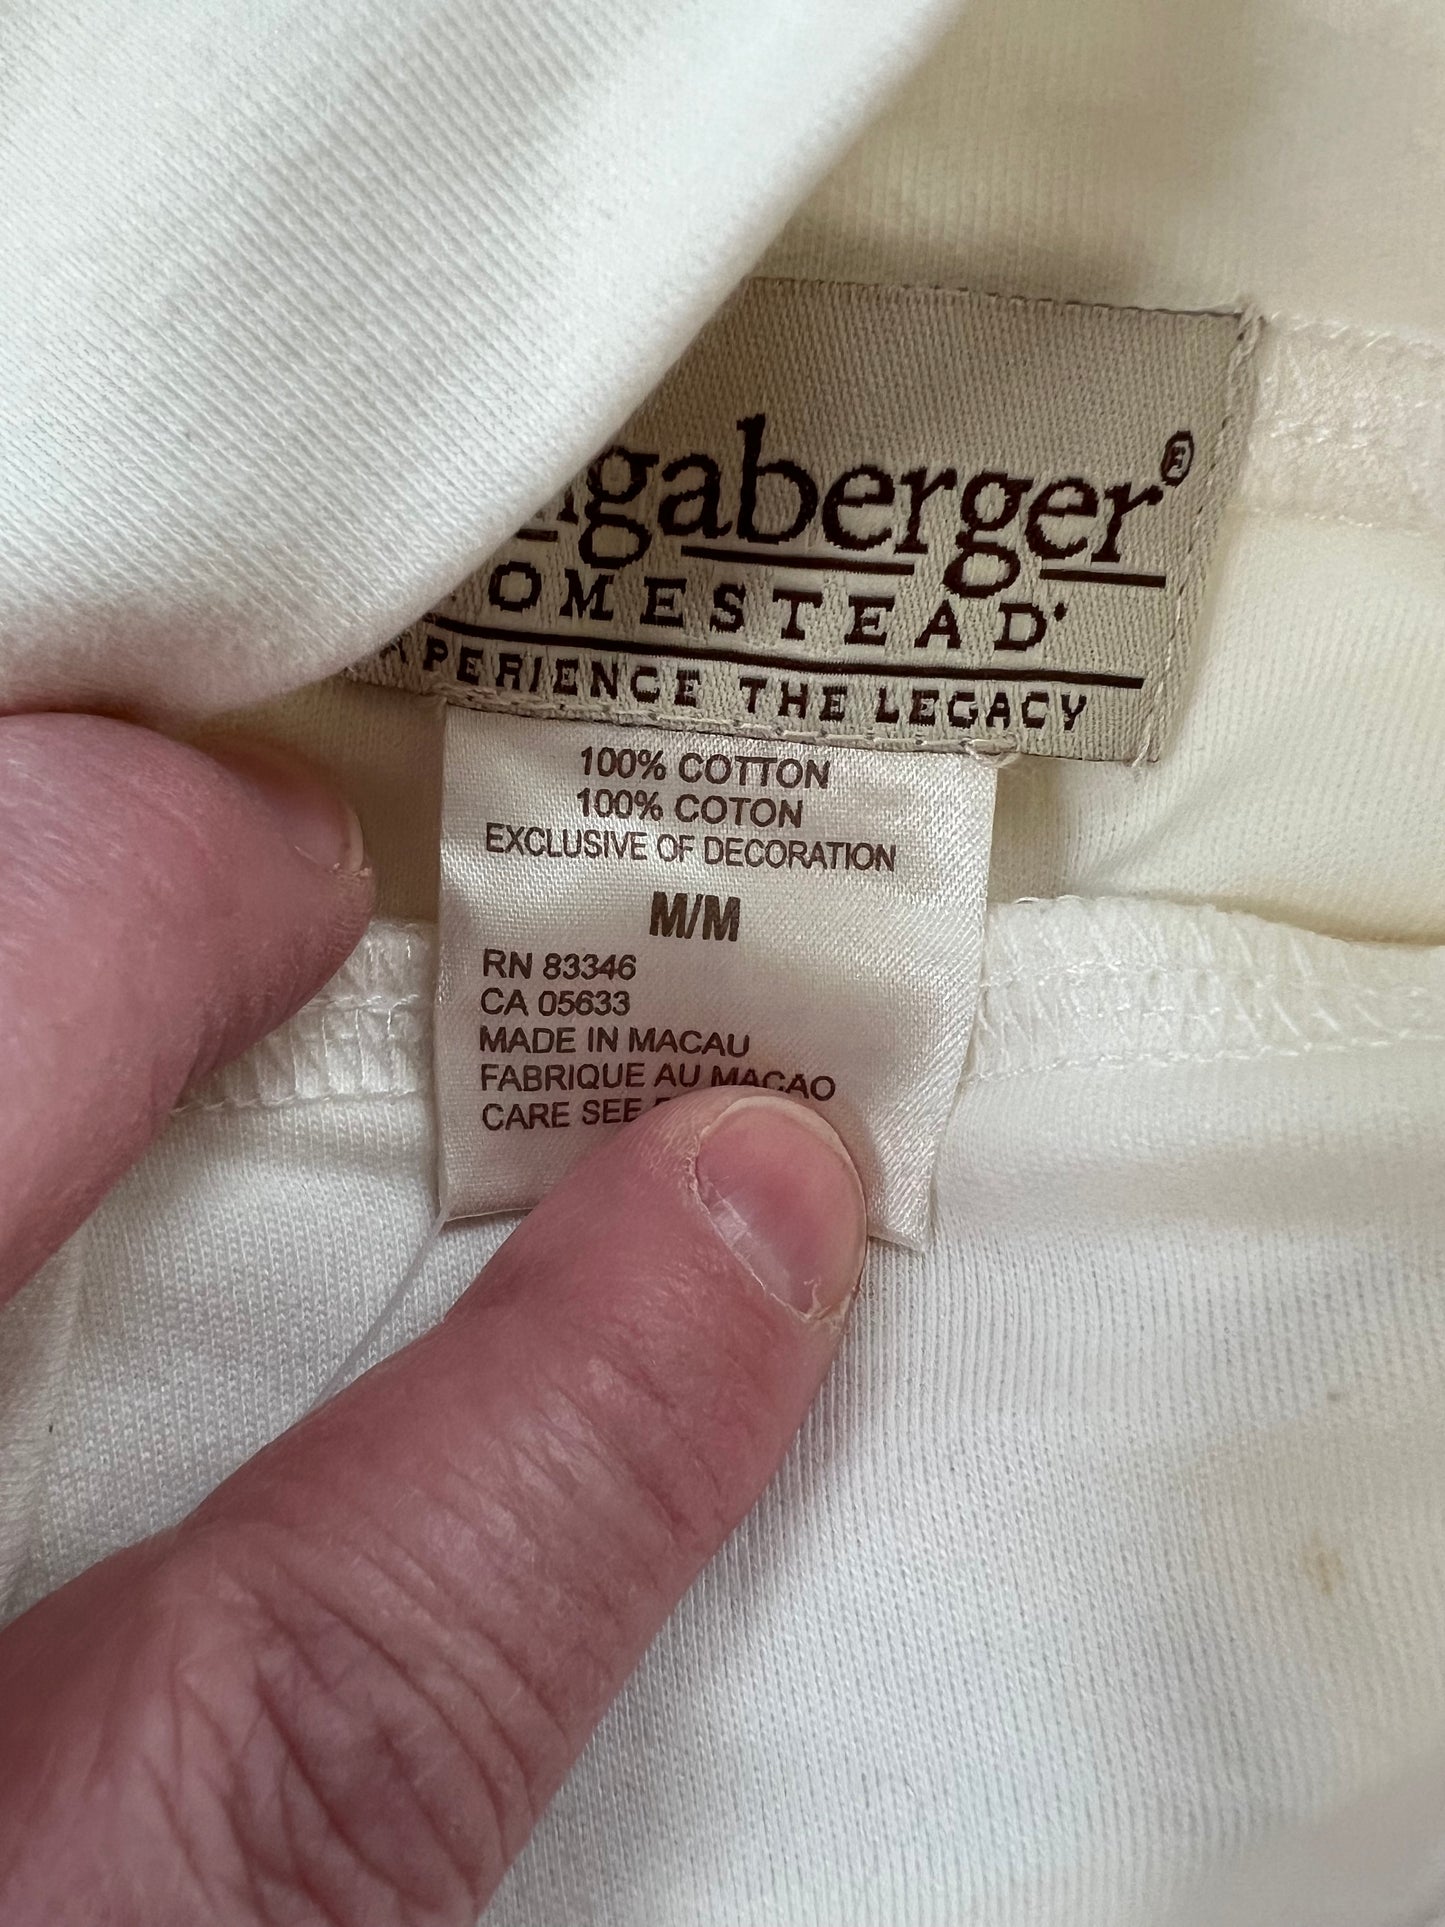 ngaberger®
OMESTEAD
PERIENCE THE LEGACY
100% COTTON
100% COTON
EXCLUSIVE OF DECORATION
M/M
RN 83346
CA 05633
MADE IN MACAU
FABRIQUE AU MACAO
CARE SEE